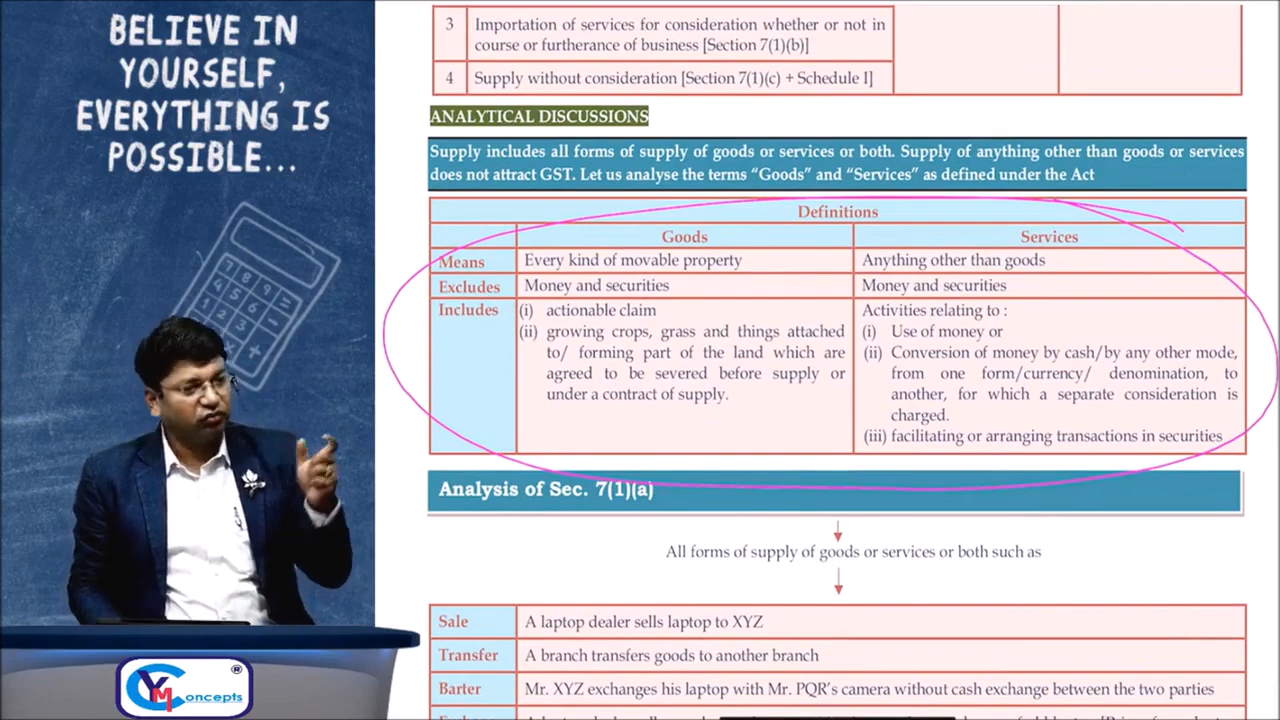 BELIEVE IN
YOURSELF,
EVERYTHING IS
POSSIBLE...
3 Importation of services for consideration whether or not in
course or furtherance of business [Section 7(1)(b)]
4 Supply without consideration [Section 7(1)(c) + Schedule I]
ANALYTICAL DISCUSSIONS
Supply includes all forms of supply of goods or services or both. Supply of anything other than goods or services
does not attract GST. Let us analyse the terms “Goods” and “Services” as defined under the Act
Definitions
Goods Services
Means Every kind of movable property Anything other than goods
Excludes Money and securities Money and securities
Includes (i) actionable claim Activities relating to :
(ii) growing crops, grass and things attached (i) Use of money or
to/ forming part of the land which are (ii) Conversion of money by cash/by any other mode,
agreed to be severed before supply or from one form/currency/ denomination, to
under a contract of supply. another, for which a separate consideration is
charged.
(iii) facilitating or arranging transactions in securities
Analysis of Sec. 7(1)(a)
All forms of supply of goods or services or both such as
Sale A laptop dealer sells laptop to XYZ
Transfer A branch transfers goods to another branch
Barter Mr. XYZ exchanges his laptop with Mr. PQR's camera without cash exchange between the two parties
7 8 9
4 5 6
YM Concepts ®